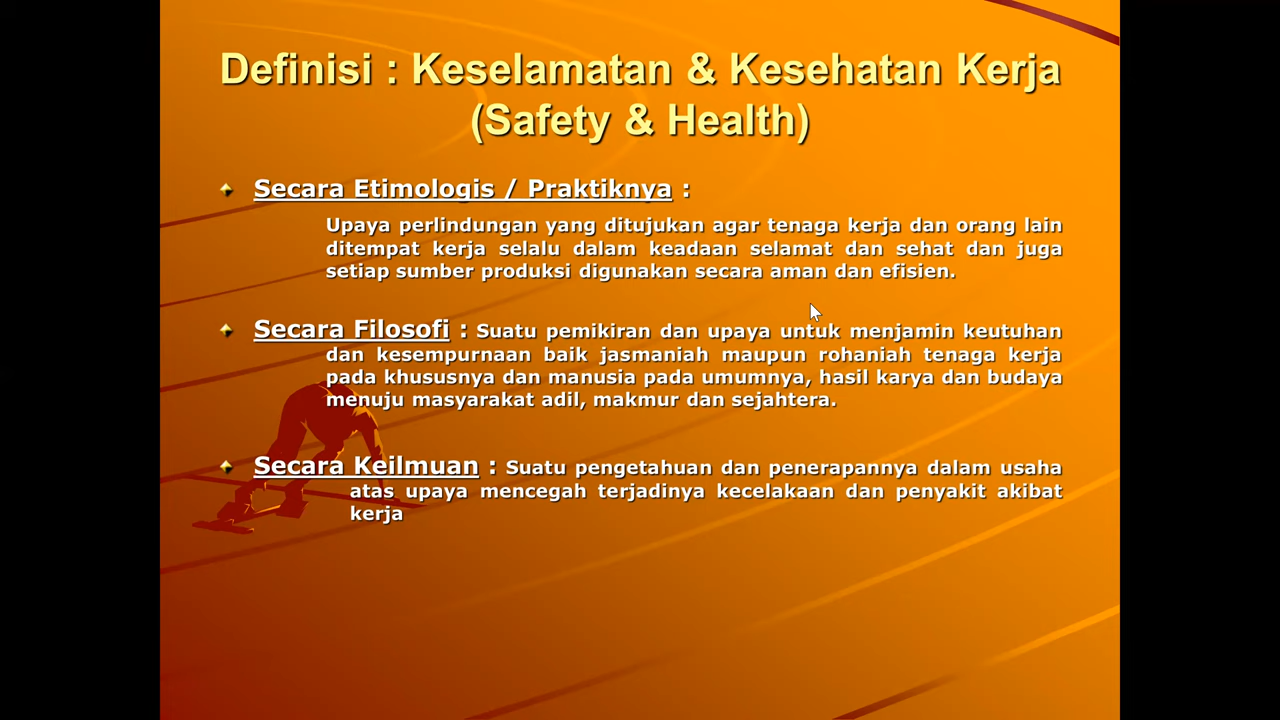 Definisi : Keselamatan & Kesehatan Kerja
(Safety & Health)
Secara Etimologis / Praktiknya :
Upaya perlindungan yang ditujukan agar tenaga kerja dan orang lain
ditempat kerja selalu dalam keadaan selamat dan sehat dan juga
setiap sumber produksi digunakan secara aman dan efisien.
Secara Filosofi : Suatu pemikiran dan upaya untuk menjamin keutuhan
dan kesempurnaan baik jasmaniah maupun rohaniah tenaga kerja
pada khususnya dan manusia pada umumnya, hasil karya dan budaya
menuju masyarakat adil, makmur dan sejahtera.
Secara Keilmuan : Suatu pengetahuan dan penerapannya dalam usaha
atas upaya mencegah terjadinya kecelakaan dan penyakit akibat
kerja